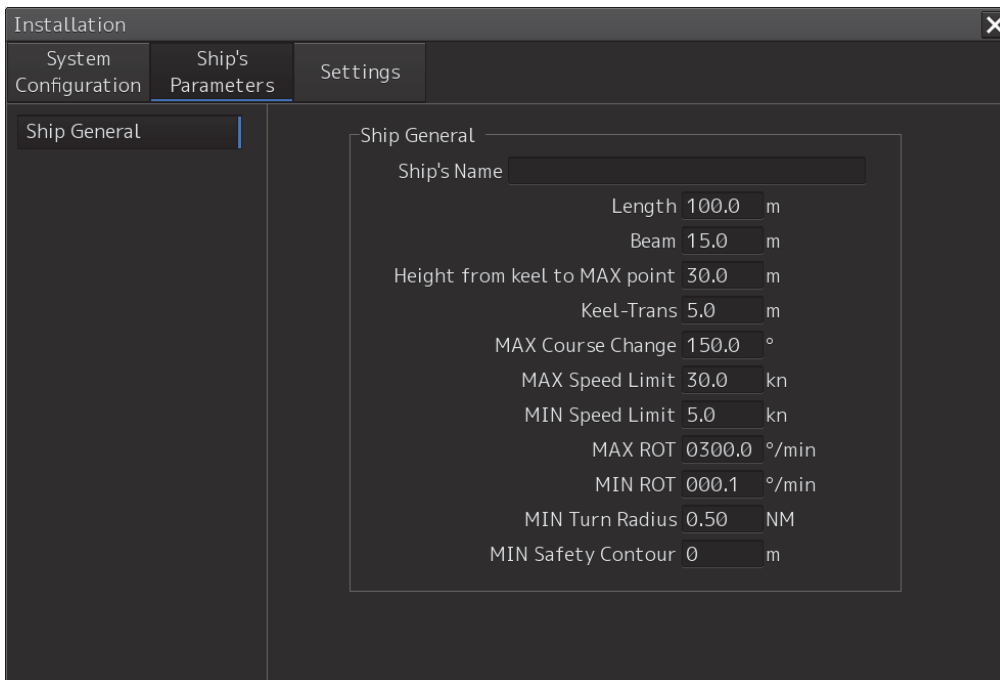 Installation
System Configuration
Ship's Parameters
Settings
Ship General
Ship General
Ship's Name
Length 100.0 m
Beam 15.0 m
Height from keel to MAX point 30.0 m
Keel-Trans 5.0 m
MAX Course Change 150.0 °
MAX Speed Limit 30.0 kn
MIN Speed Limit 5.0 kn
MAX ROT 0300.0 °/min
MIN ROT 000.1 °/min
MIN Turn Radius 0.50 NM
MIN Safety Contour 0 m